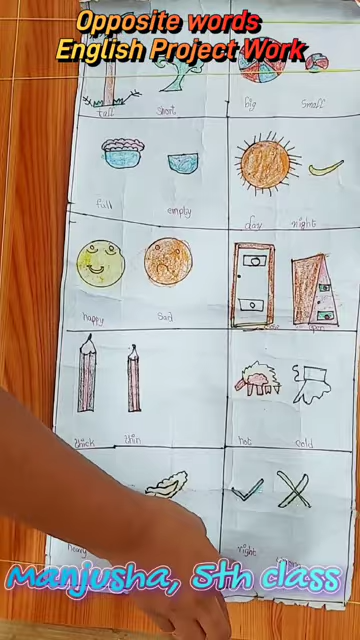 Opposite words
English Project Work
tall short big small
full empty
day night
happy sad
open
thick thin hot cold
right
Manjusha, 5th class